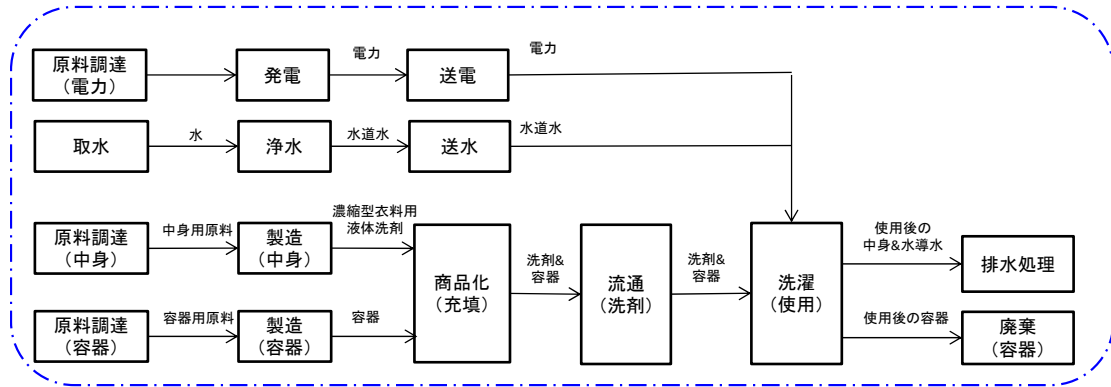 原料調達
（電力）
発電
電力
送電
電力
取水
水
浄水
水道水
送水
水道水
原料調達
（中身）
中身用原料
製造
（中身）
濃縮型衣料用
液体洗剤
原料調達
（容器）
容器用原料
製造
（容器）
容器
商品化
（充填）
洗剤&
容器
流通
（洗剤）
洗剤&
容器
洗濯
（使用）
使用後の
中身&水導水
排水処理
使用後の容器
廃棄
（容器）